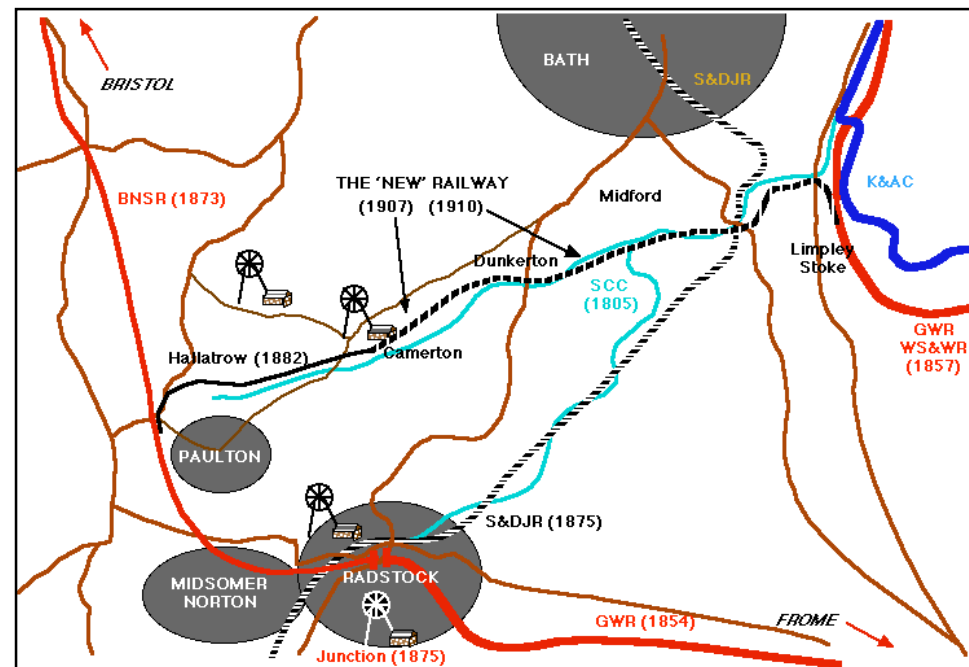 BATH
S&DJR
BRISTOL
THE 'NEW' RAILWAY
(1907) (1910)
K&AC
BNSR (1873)
Midford
Limpley
Stoke
Dunkerton
SCC
(1805)
GWR
WS&WR
(1857)
Hallatrow (1882)
Camerton
PAULTON
S&DJR (1875)
MIDSOMER
NORTON
RADSTOCK
GWR (1854)
FROME
Junction (1875)